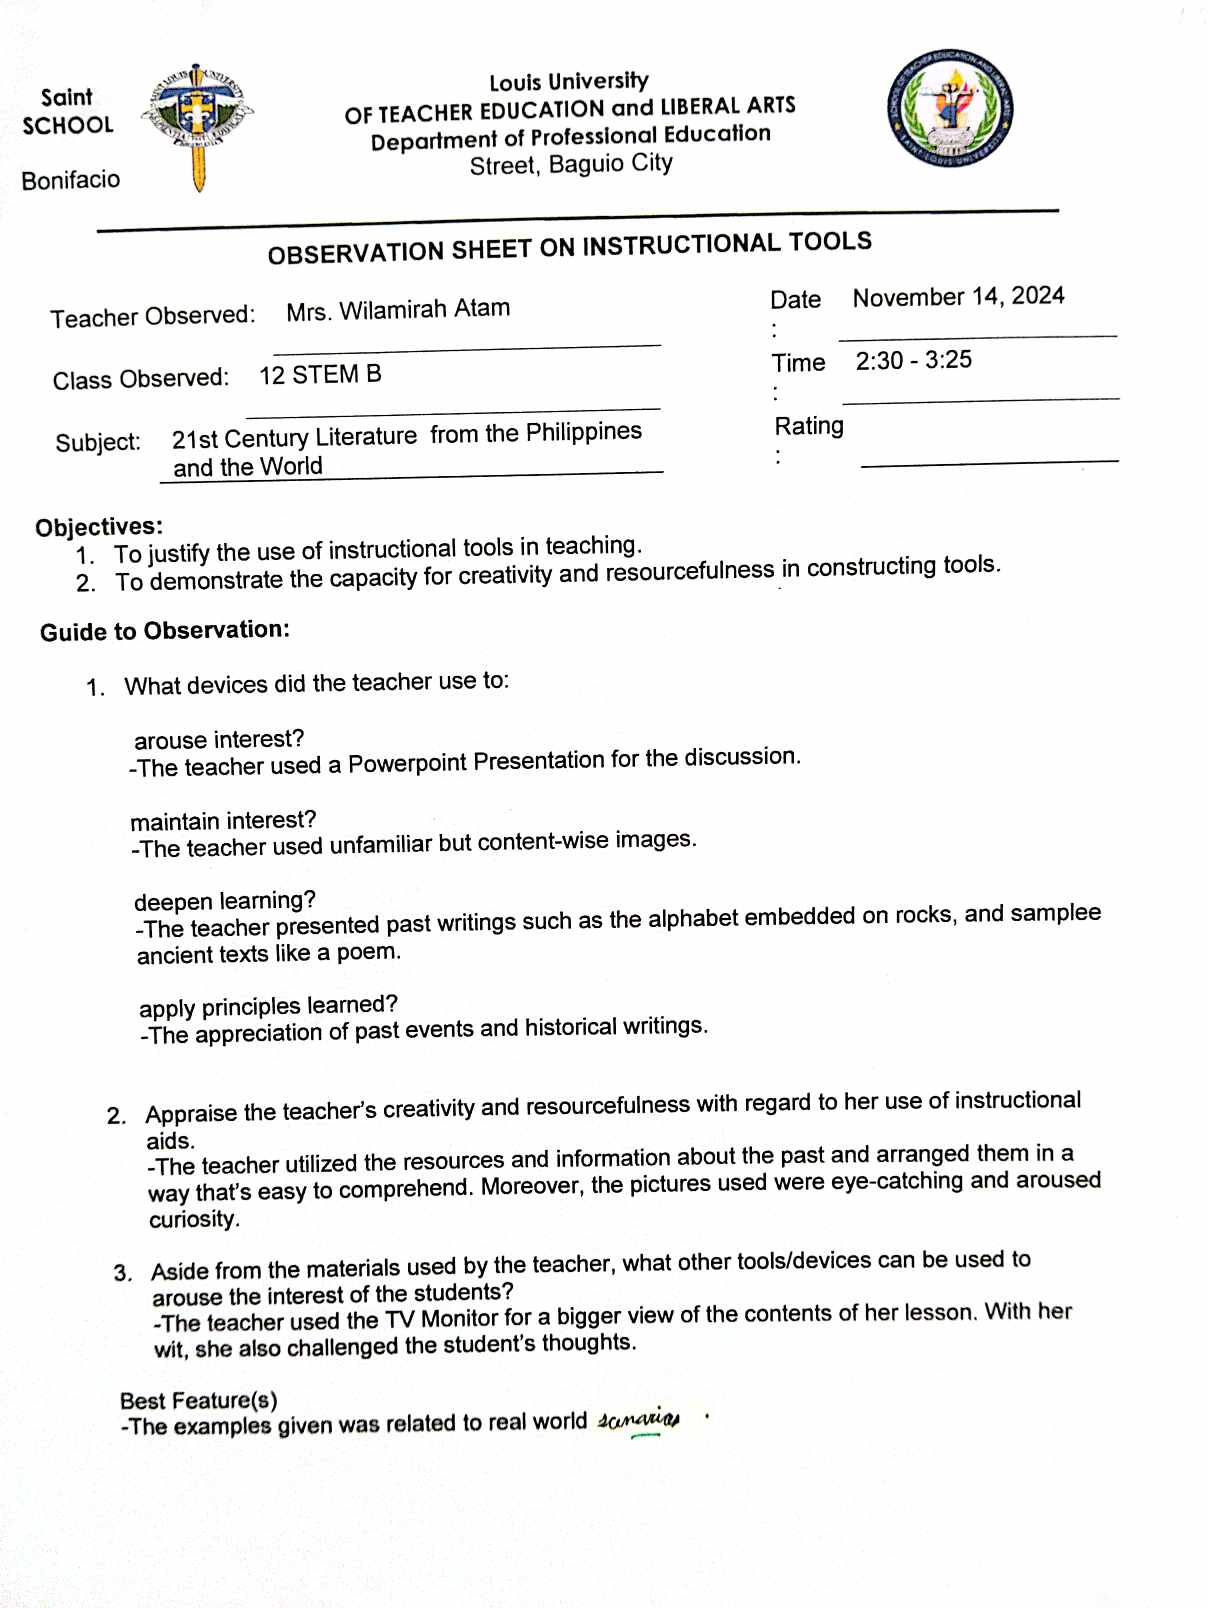 Saint Louis University
SCHOOL OF TEACHER EDUCATION and LIBERAL ARTS
Department of Professional Education
Bonifacio Street, Baguio City
OBSERVATION SHEET ON INSTRUCTIONAL TOOLS
Teacher Observed: Mrs. Wilamirah Atam
Date : November 14, 2024
Class Observed: 12 STEM B
Time : 2:30 - 3:25
Subject: 21st Century Literature from the Philippines
and the World
Rating :
Objectives:
1. To justify the use of instructional tools in teaching.
2. To demonstrate the capacity for creativity and resourcefulness in constructing tools.
Guide to Observation:
1. What devices did the teacher use to:
arouse interest?
-The teacher used a Powerpoint Presentation for the discussion.
maintain interest?
-The teacher used unfamiliar but content-wise images.
deepen learning?
-The teacher presented past writings such as the alphabet embedded on rocks, and samplee
ancient texts like a poem.
apply principles learned?
-The appreciation of past events and historical writings.
2. Appraise the teacher's creativity and resourcefulness with regard to her use of instructional
aids.
-The teacher utilized the resources and information about the past and arranged them in a
way that's easy to comprehend. Moreover, the pictures used were eye-catching and aroused
curiosity.
3. Aside from the materials used by the teacher, what other tools/devices can be used to
arouse the interest of the students?
-The teacher used the TV Monitor for a bigger view of the contents of her lesson. With her
wit, she also challenged the student's thoughts.
Best Feature(s)
-The examples given was related to real world